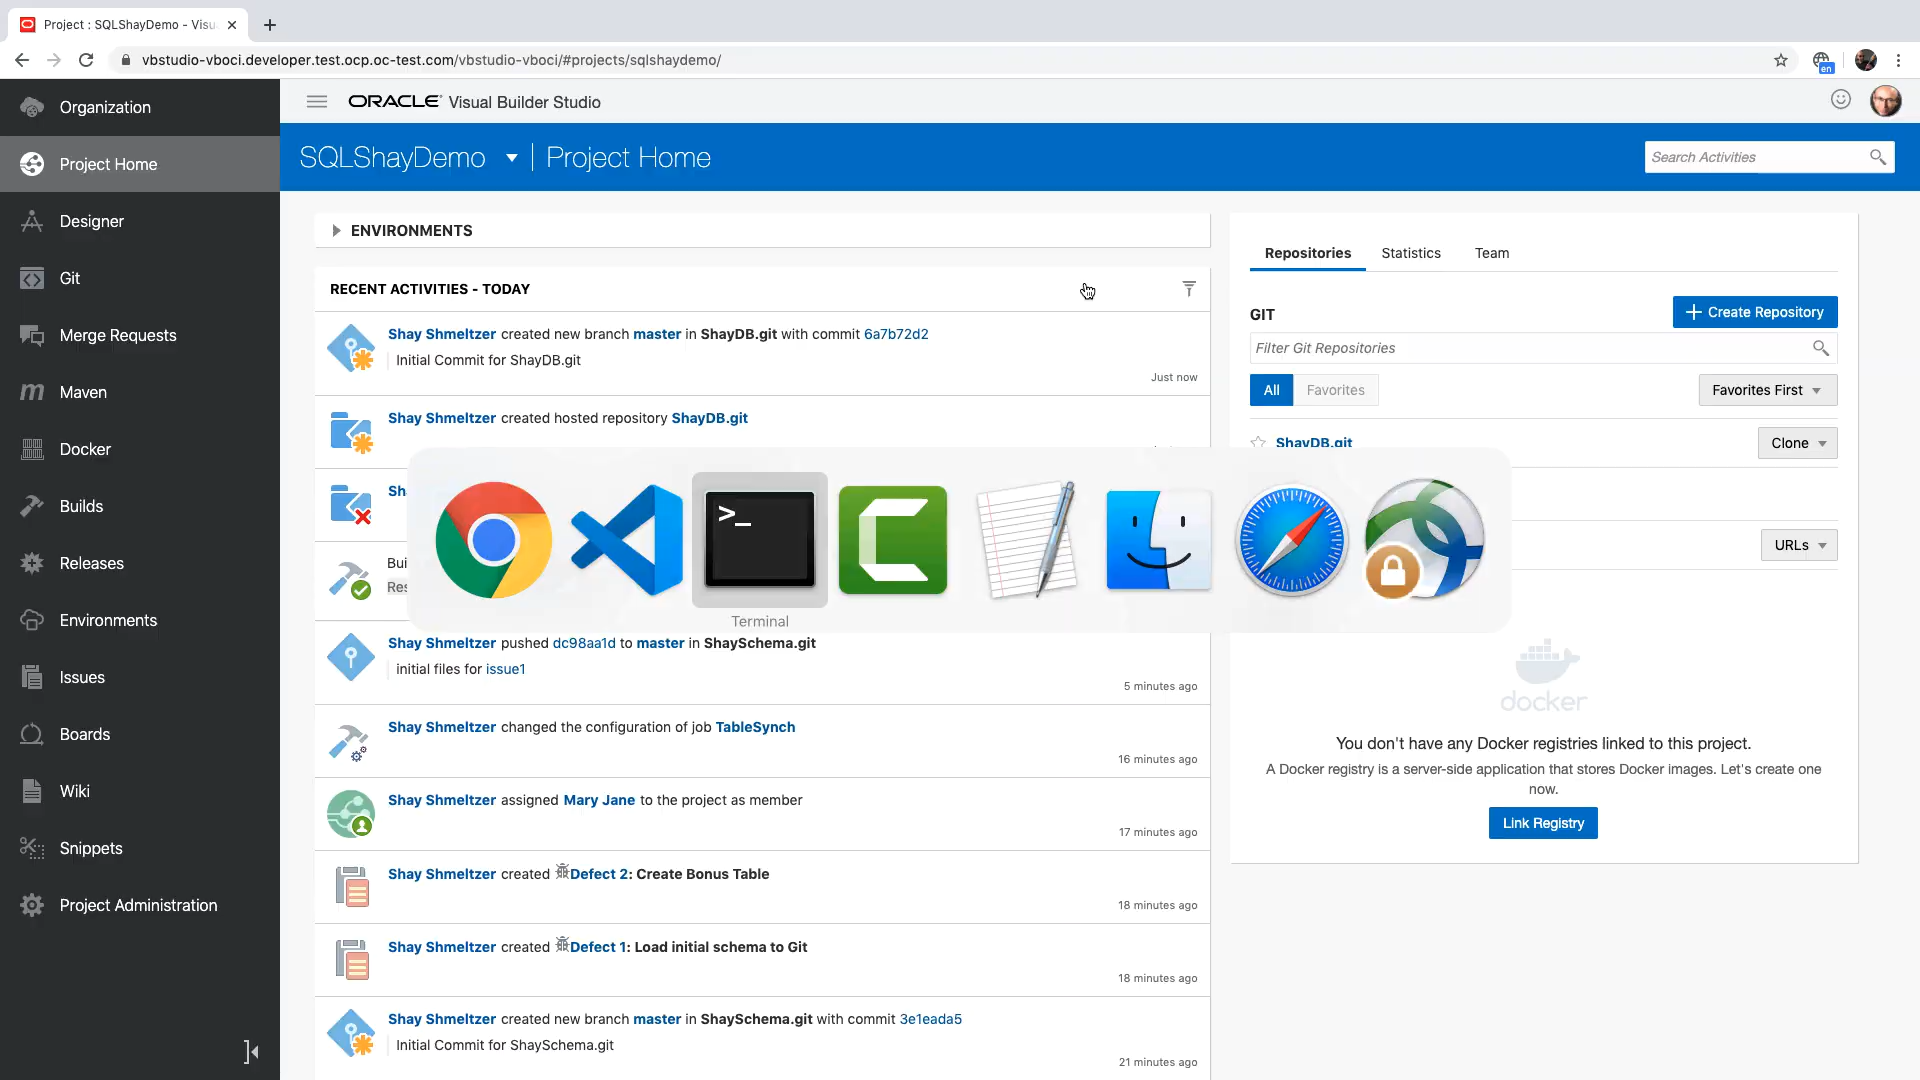 Project : SQLShayDemo - Visu
vbstudio-vboci.developer.test.ocp.oc-test.com/vbstudio-vboci/#projects/sqlshaydemo/
en
Organization
Project Home
Designer
Git
Merge Requests
Maven
Docker
Builds
Releases
Environments
Issues
Boards
Wiki
Snippets
Project Administration
ORACLE Visual Builder Studio
SQLShayDemo
Project Home
Search Activities
ENVIRONMENTS
RECENT ACTIVITIES - TODAY
Shay Shmeltzer created new branch master in ShayDB.git with commit 6a7b72d2
Initial Commit for ShayDB.git
Just now
Shay Shmeltzer created hosted repository ShayDB.git
Sh
Bui
Res
>_
Terminal
Shay Shmeltzer pushed dc98aa1d to master in ShaySchema.git
initial files for issue1
5 minutes ago
Shay Shmeltzer changed the configuration of job TableSynch
16 minutes ago
Shay Shmeltzer assigned Mary Jane to the project as member
17 minutes ago
Shay Shmeltzer created Defect 2: Create Bonus Table
18 minutes ago
Shay Shmeltzer created Defect 1: Load initial schema to Git
18 minutes ago
Shay Shmeltzer created new branch master in ShaySchema.git with commit 3e1eada5
Initial Commit for ShaySchema.git
21 minutes ago
Repositories
Statistics
Team
GIT
Create Repository
Filter Git Repositories
All
Favorites
Favorites First
ShayDB.git
Clone
URLs
docker
You don't have any Docker registries linked to this project.
A Docker registry is a server-side application that stores Docker images. Let's create one
now.
Link Registry